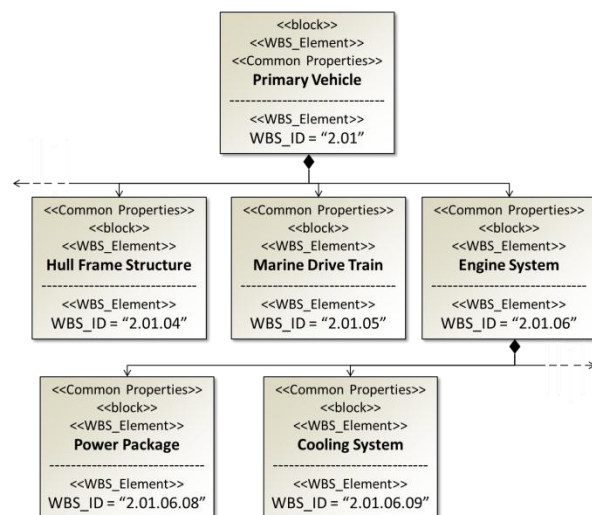 <<block>>
<<WBS_Element>>
<<Common Properties>>
Primary Vehicle
<<WBS_Element>>
WBS_ID = “2.01”
<<Common Properties>>
<<block>>
<<WBS_Element>>
Hull Frame Structure
<<WBS_Element>>
WBS_ID = “2.01.04”
<<Common Properties>>
<<block>>
<<WBS_Element>>
Marine Drive Train
<<WBS_Element>>
WBS_ID = “2.01.05”
<<Common Properties>>
<<block>>
<<WBS_Element>>
Engine System
<<WBS_Element>>
WBS_ID = “2.01.06”
<<Common Properties>>
<<block>>
<<WBS_Element>>
Power Package
<<WBS_Element>>
WBS_ID = “2.01.06.08”
<<Common Properties>>
<<block>>
<<WBS_Element>>
Cooling System
<<WBS_Element>>
WBS_ID = “2.01.06.09”